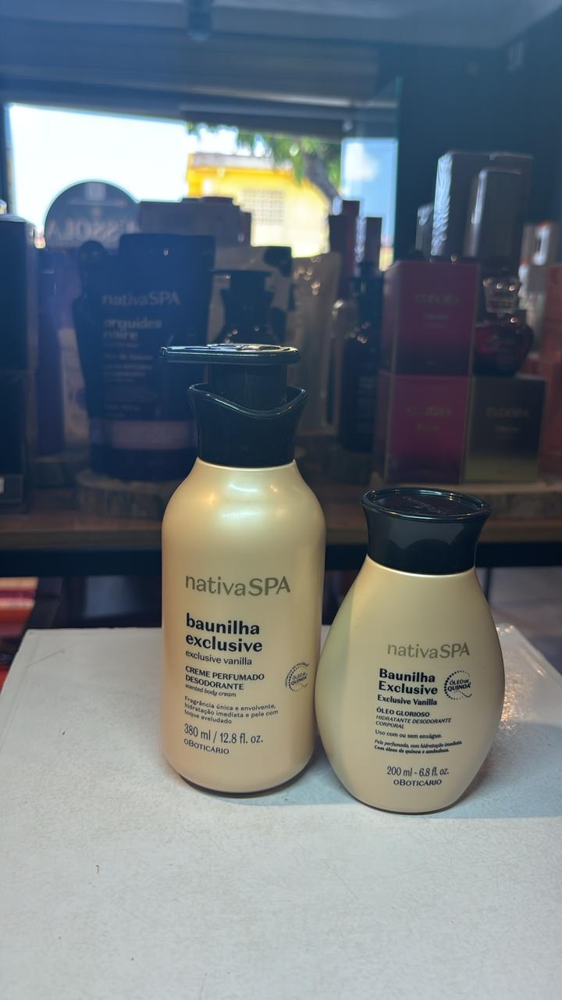 nativaSPA
orquídea
noire
EUDORA
EUDORA
EUDORA
nativaSPA
baunilha
exclusive
exclusive vanilla
CREME PERFUMADO
DESODORANTE
scented body cream
ÓLEO DE
QUINOA
Fragrância única e envolvente,
hidratação imediata e pele com
toque aveludado
380 ml / 12.8 fl. oz.
oBOTICÁRIO
nativaSPA
Baunilha
Exclusive
Exclusive Vanilla
ÓLEO DE
QUINOA
ÓLEO GLORIOSO
HIDRATANTE DESODORANTE
CORPORAL
Uso com ou sem enxágue.
Pele perfumada, com hidratação imediata.
Com óleos de quinoa e amêndoas.
200 ml - 6.8 fl. oz.
oBOTICÁRIO